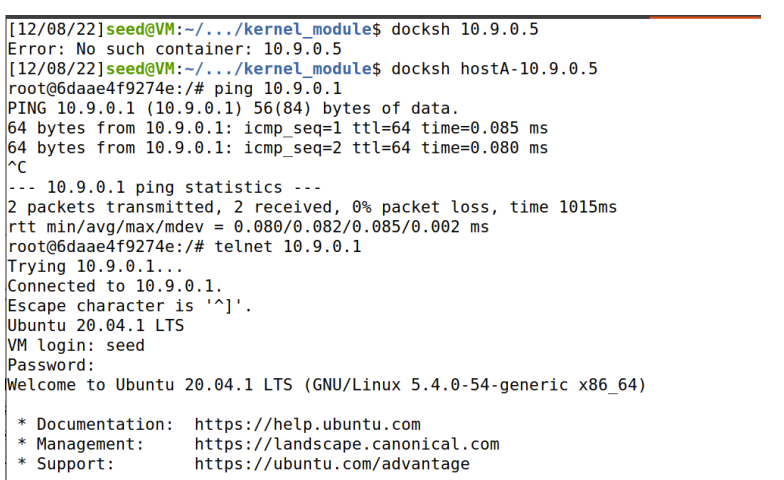 [12/08/22]seed@VM:~/.../kernel_module$ docksh 10.9.0.5
Error: No such container: 10.9.0.5
[12/08/22]seed@VM:~/.../kernel_module$ docksh hostA-10.9.0.5
root@6daae4f9274e:/# ping 10.9.0.1
PING 10.9.0.1 (10.9.0.1) 56(84) bytes of data.
64 bytes from 10.9.0.1: icmp_seq=1 ttl=64 time=0.085 ms
64 bytes from 10.9.0.1: icmp_seq=2 ttl=64 time=0.080 ms
^C
--- 10.9.0.1 ping statistics ---
2 packets transmitted, 2 received, 0% packet loss, time 1015ms
rtt min/avg/max/mdev = 0.080/0.082/0.085/0.002 ms
root@6daae4f9274e:/# telnet 10.9.0.1
Trying 10.9.0.1...
Connected to 10.9.0.1.
Escape character is '^]'.
Ubuntu 20.04.1 LTS
VM login: seed
Password:
Welcome to Ubuntu 20.04.1 LTS (GNU/Linux 5.4.0-54-generic x86_64)

 * Documentation:  https://help.ubuntu.com
 * Management:     https://landscape.canonical.com
 * Support:        https://ubuntu.com/advantage